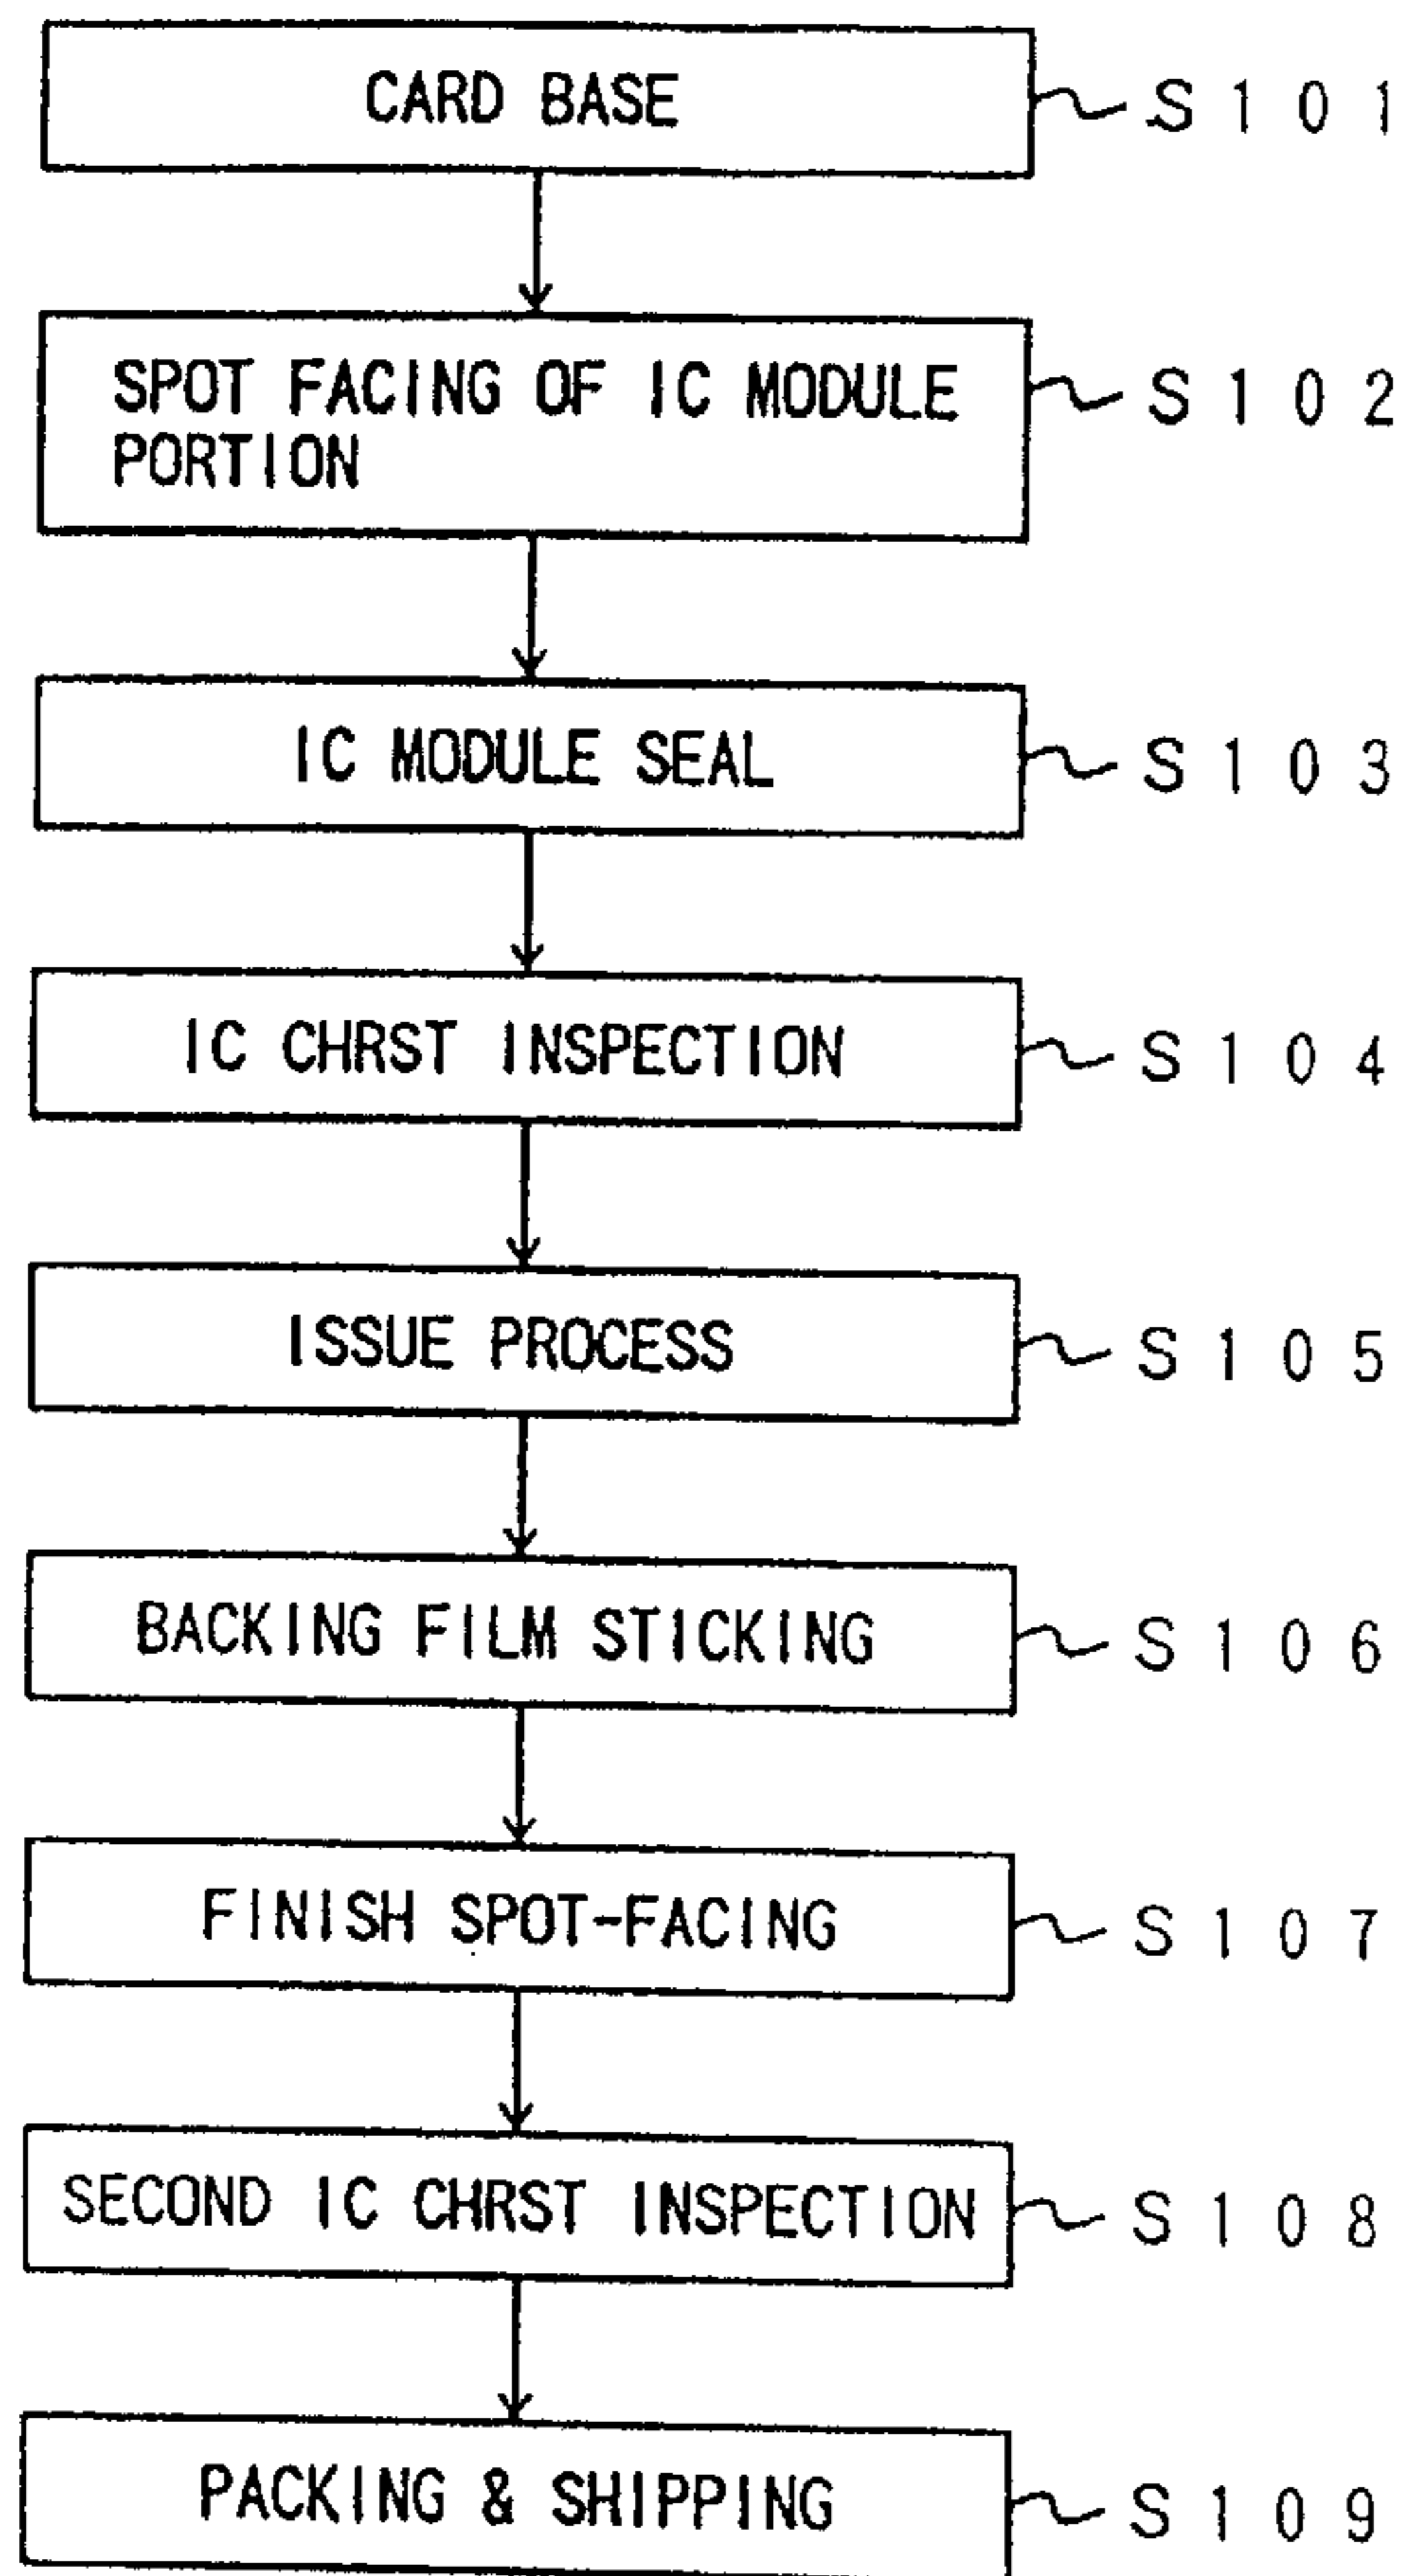 CARD BASE
S101
SPOT FACING OF IC MODULE
PORTION
S102
IC MODULE SEAL
S103
IC CHRST INSPECTION
S104
ISSUE PROCESS
S105
BACKING FILM STICKING
S106
FINISH SPOT-FACING
S107
SECOND IC CHRST INSPECTION
S108
PACKING & SHIPPING
S109